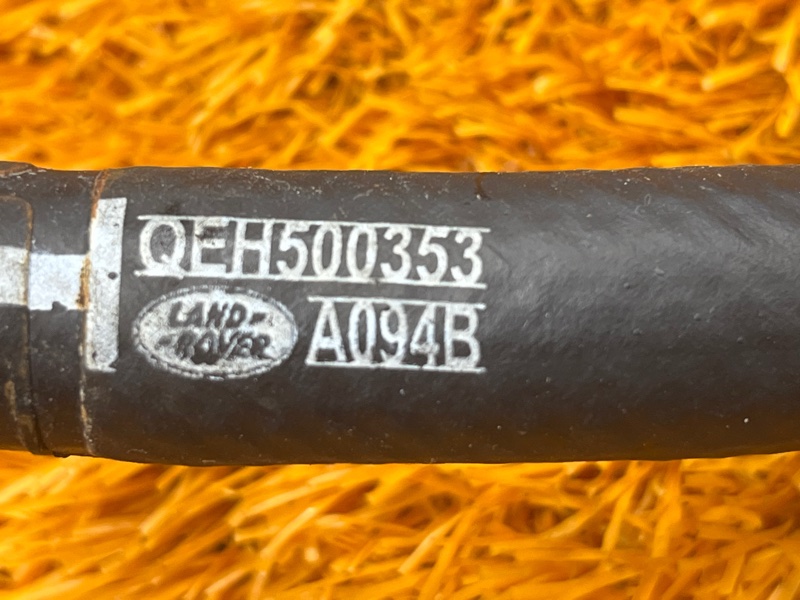 QEH500353
LAND-
-ROVER
A094B